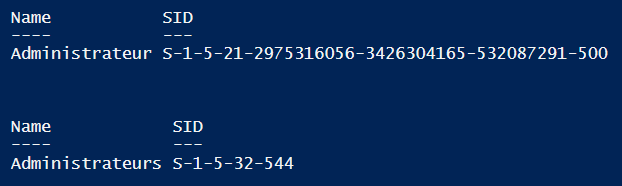 Name          SID
----          ---
Administrateur S-1-5-21-2975316056-3426304165-532087291-500
Name            SID
----            ---
Administrateurs S-1-5-32-544